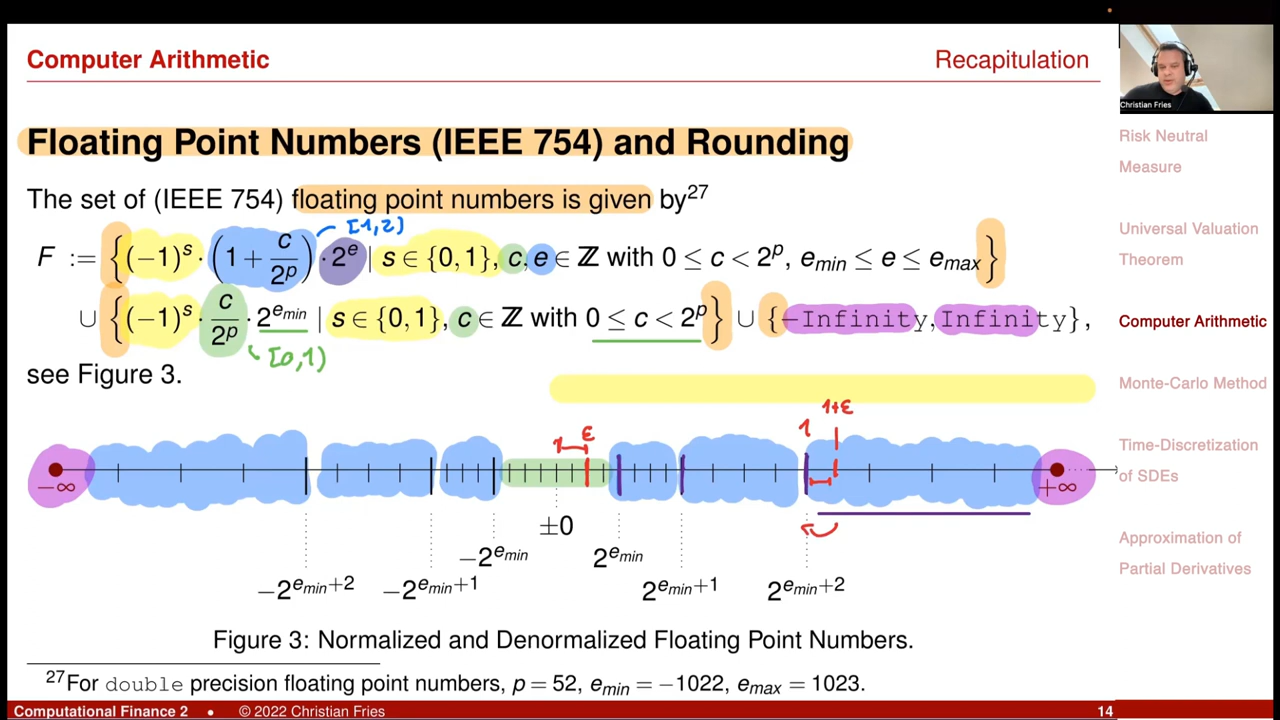 Computer Arithmetic
Recapitulation
Christian Fries
Floating Point Numbers (IEEE 754) and Rounding
The set of (IEEE 754) floating point numbers is given by²⁷
[1,2)
F := {(−1)ˢ · (1 + c/2ᵖ) · 2ᵉ | s ∈ {0,1}, c,e ∈ ℤ with 0 ≤ c < 2ᵖ, e_min ≤ e ≤ e_max}
∪ {(−1)ˢ · c/2ᵖ · 2^{e_min} | s ∈ {0,1}, c ∈ ℤ with 0 ≤ c < 2ᵖ} ∪ {−Infinity, Infinity},
[0,1)
see Figure 3.
ε
1
1+ε
−∞
+∞
±0
−2^{e_min}
2^{e_min}
−2^{e_min+2}
−2^{e_min+1}
2^{e_min+1}
2^{e_min+2}
Figure 3: Normalized and Denormalized Floating Point Numbers.
²⁷For double precision floating point numbers, p = 52, e_min = −1022, e_max = 1023.
Computational Finance 2 • © 2022 Christian Fries
14
Risk Neutral
Measure
Universal Valuation
Theorem
Computer Arithmetic
Monte-Carlo Method
Time-Discretization
of SDEs
Approximation of
Partial Derivatives